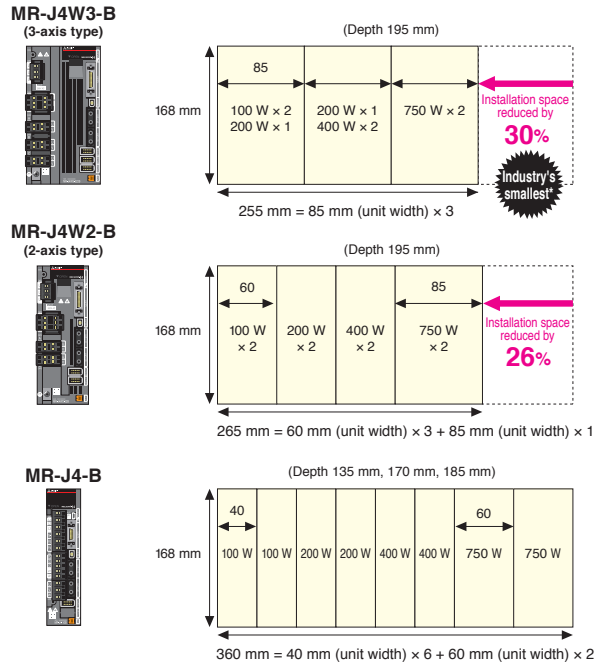 MR-J4W3-B
(3-axis type)
(Depth 195 mm)
85
168 mm
100 W × 2
200 W × 1
200 W × 1
400 W × 2
750 W × 2
Installation space
reduced by
30%
Industry's
smallest*
255 mm = 85 mm (unit width) × 3
MR-J4W2-B
(2-axis type)
(Depth 195 mm)
60
85
168 mm
100 W
× 2
200 W
× 2
400 W
× 2
750 W
× 2
Installation space
reduced by
26%
265 mm = 60 mm (unit width) × 3 + 85 mm (unit width) × 1
MR-J4-B
(Depth 135 mm, 170 mm, 185 mm)
40
60
168 mm
100 W 100 W 200 W 200 W 400 W 400 W 750 W 750 W
360 mm = 40 mm (unit width) × 6 + 60 mm (unit width) × 2